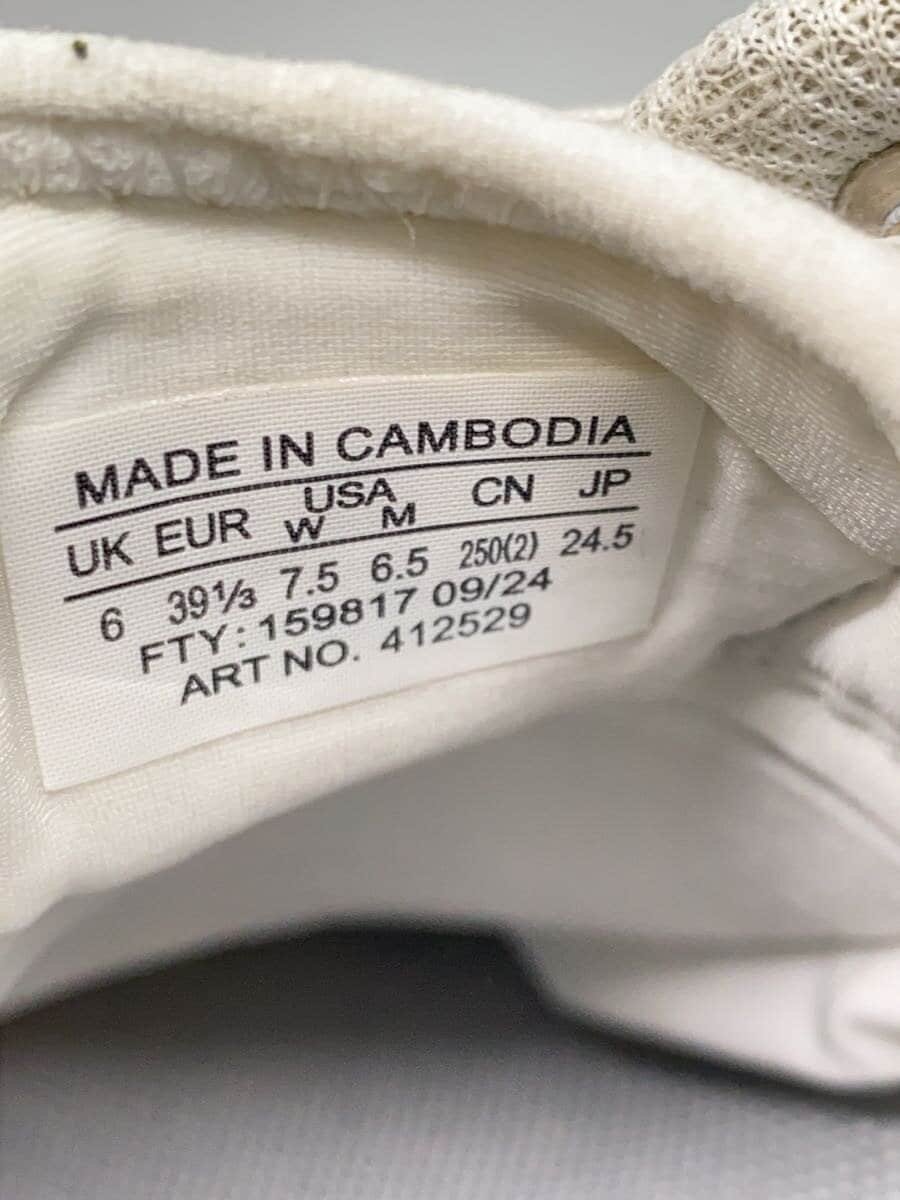 MADE IN CAMBODIA
UK EUR USA W M CN JP
6 39⅓ 7.5 6.5 250(2) 24.5
FTY: 159817 09/24
ART NO. 412529